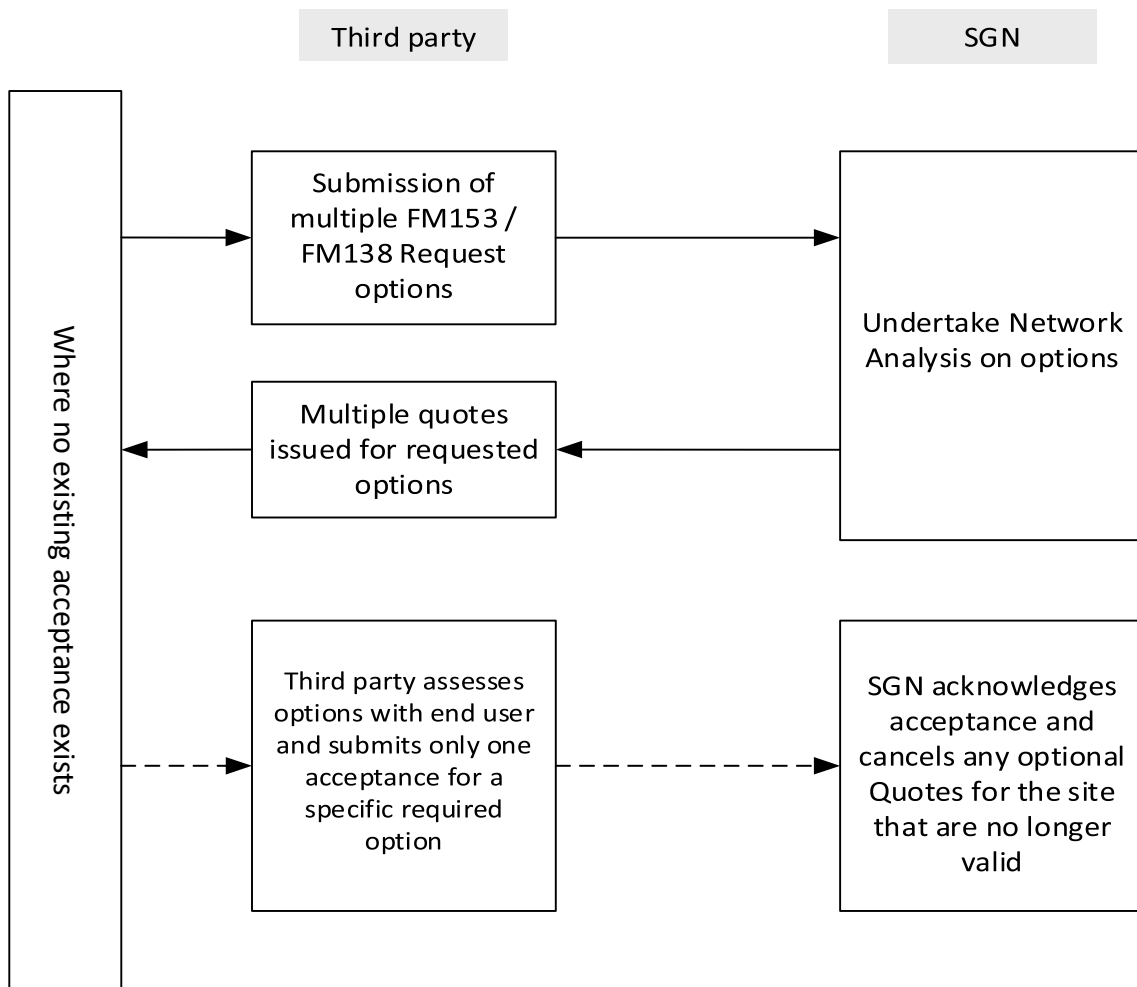 Third party
SGN
Where no existing acceptance exists
Submission of
multiple FM153 /
FM138 Request
options
Undertake Network
Analysis on options
Multiple quotes
issued for requested
options
Third party assesses
options with end user
and submits only one
acceptance for a
specific required
option
SGN acknowledges
acceptance and
cancels any optional
Quotes for the site
that are no longer
valid